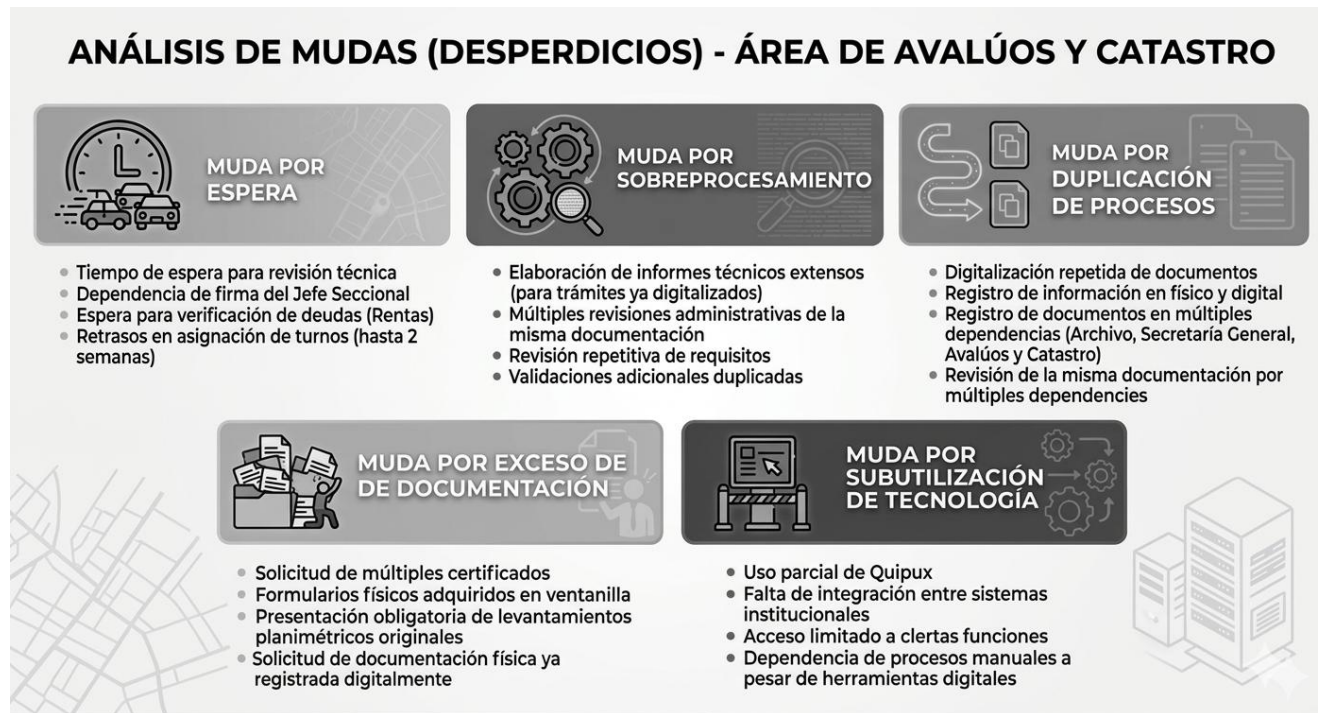 ANÁLISIS DE MUDAS (DESPERDICIOS) - ÁREA DE AVALÚOS Y CATASTRO
MUDA POR
ESPERA
• Tiempo de espera para revisión técnica
• Dependencia de firma del Jefe Seccional
• Espera para verificación de deudas (Rentas)
• Retrasos en asignación de turnos (hasta 2
semanas)
MUDA POR
SOBREPROCESAMIENTO
• Elaboración de informes técnicos extensos
(para trámites ya digitalizados)
• Múltiples revisiones administrativas de la
misma documentación
• Revisión repetitiva de requisitos
• Validaciones adicionales duplicadas
MUDA POR
DUPLICACIÓN
DE PROCESOS
• Digitalización repetida de documentos
• Registro de información en físico y digital
• Registro de documentos en múltiples
dependencias (Archivo, Secretaría General,
Avalúos y Catastro)
• Revisión de la misma documentación por
múltiples dependencies
MUDA POR EXCESO DE
DE DOCUMENTACIÓN
• Solicitud de múltiples certificados
• Formularios físicos adquiridos en ventanilla
• Presentación obligatoria de levantamientos
planimétricos originales
• Solicitud de documentación física ya
registrada digitalmente
MUDA POR
SUBUTILIZACIÓN
DE TECNOLOGÍA
• Uso parcial de Quipux
• Falta de integración entre sistemas
institucionales
• Acceso limitado a clertas funciones
• Dependencia de procesos manuales a
pesar de herramientas digitales